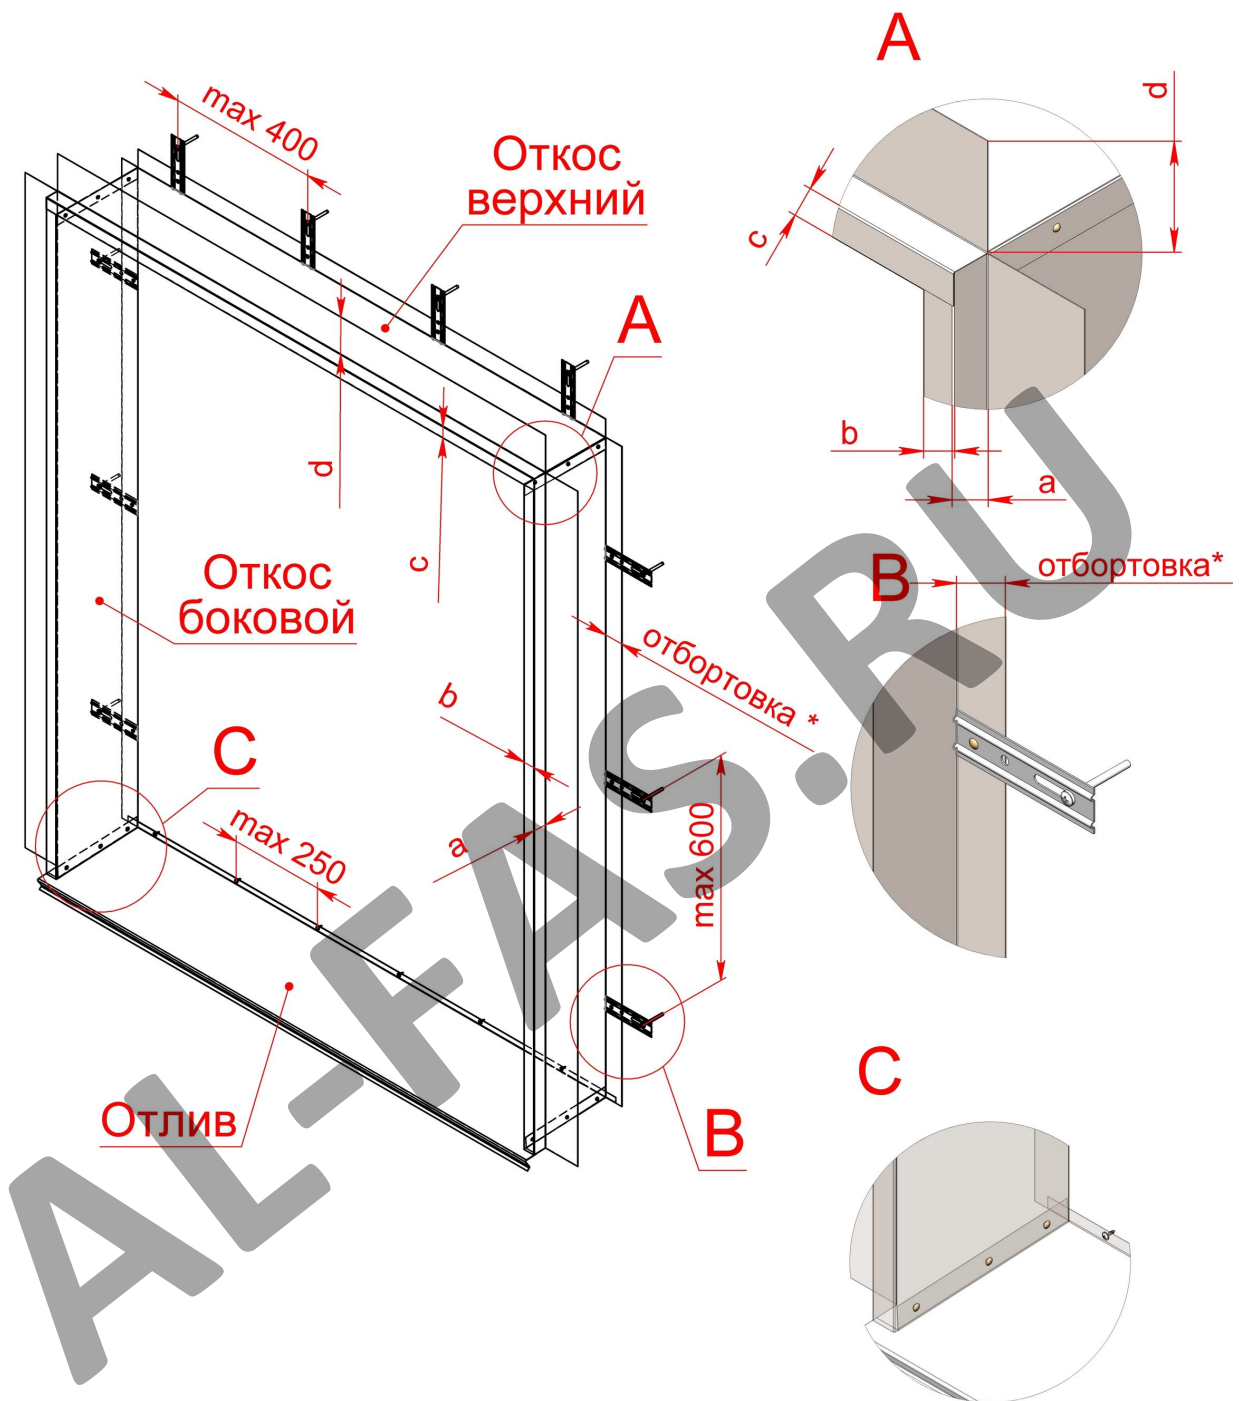 A
d
c
b
a
max 400
Откос
верхний
A
d
c
Откос
боковой
B
отбортовка*
отбортовка *
b
a
C
max 250
max 600
Отлив
B
C
AL-FAS.RU